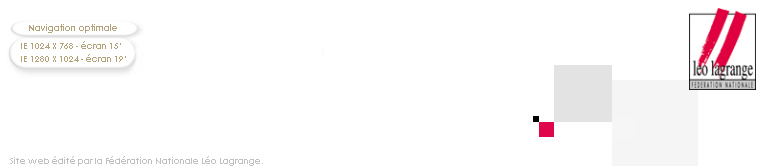 Navigation optimale
IE 1024 X 768 - écran 15'
IE 1280 X 1024 - écran 19'
léo lagrange
FEDERATION NATIONALE
Site web édité par la Fédération Nationale Léo Lagrange.